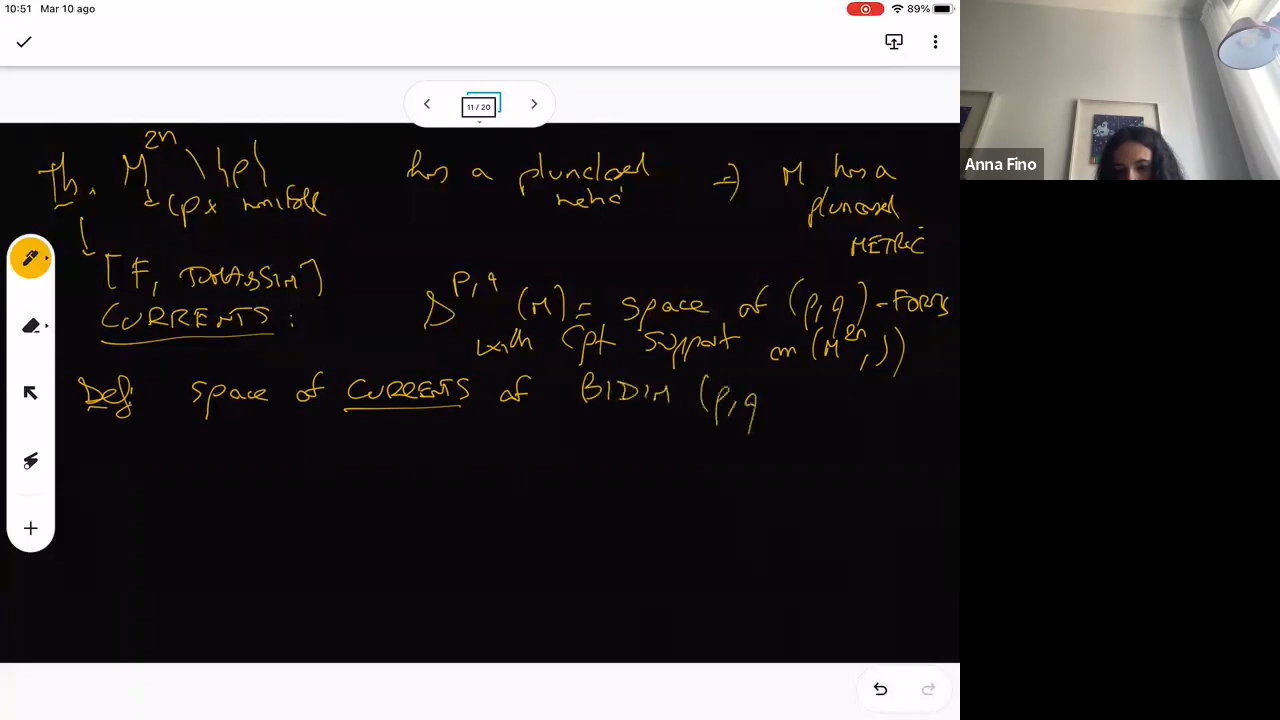 10:51 Mar 10 ago 89%
11 / 20
Anna Fino
Th. M^{2n} \ {p} has a pluriclosed metric ⇒ M has a pluriclosed METRIC
↳ cpx manifold
[F, TOMASSINI]
CURRENTS: D^{p,q} (M) = space of (p,q) - FORMS
with cpt support on (M^{2n}, J)
Def: space of CURRENTS of BIDIM (p,q